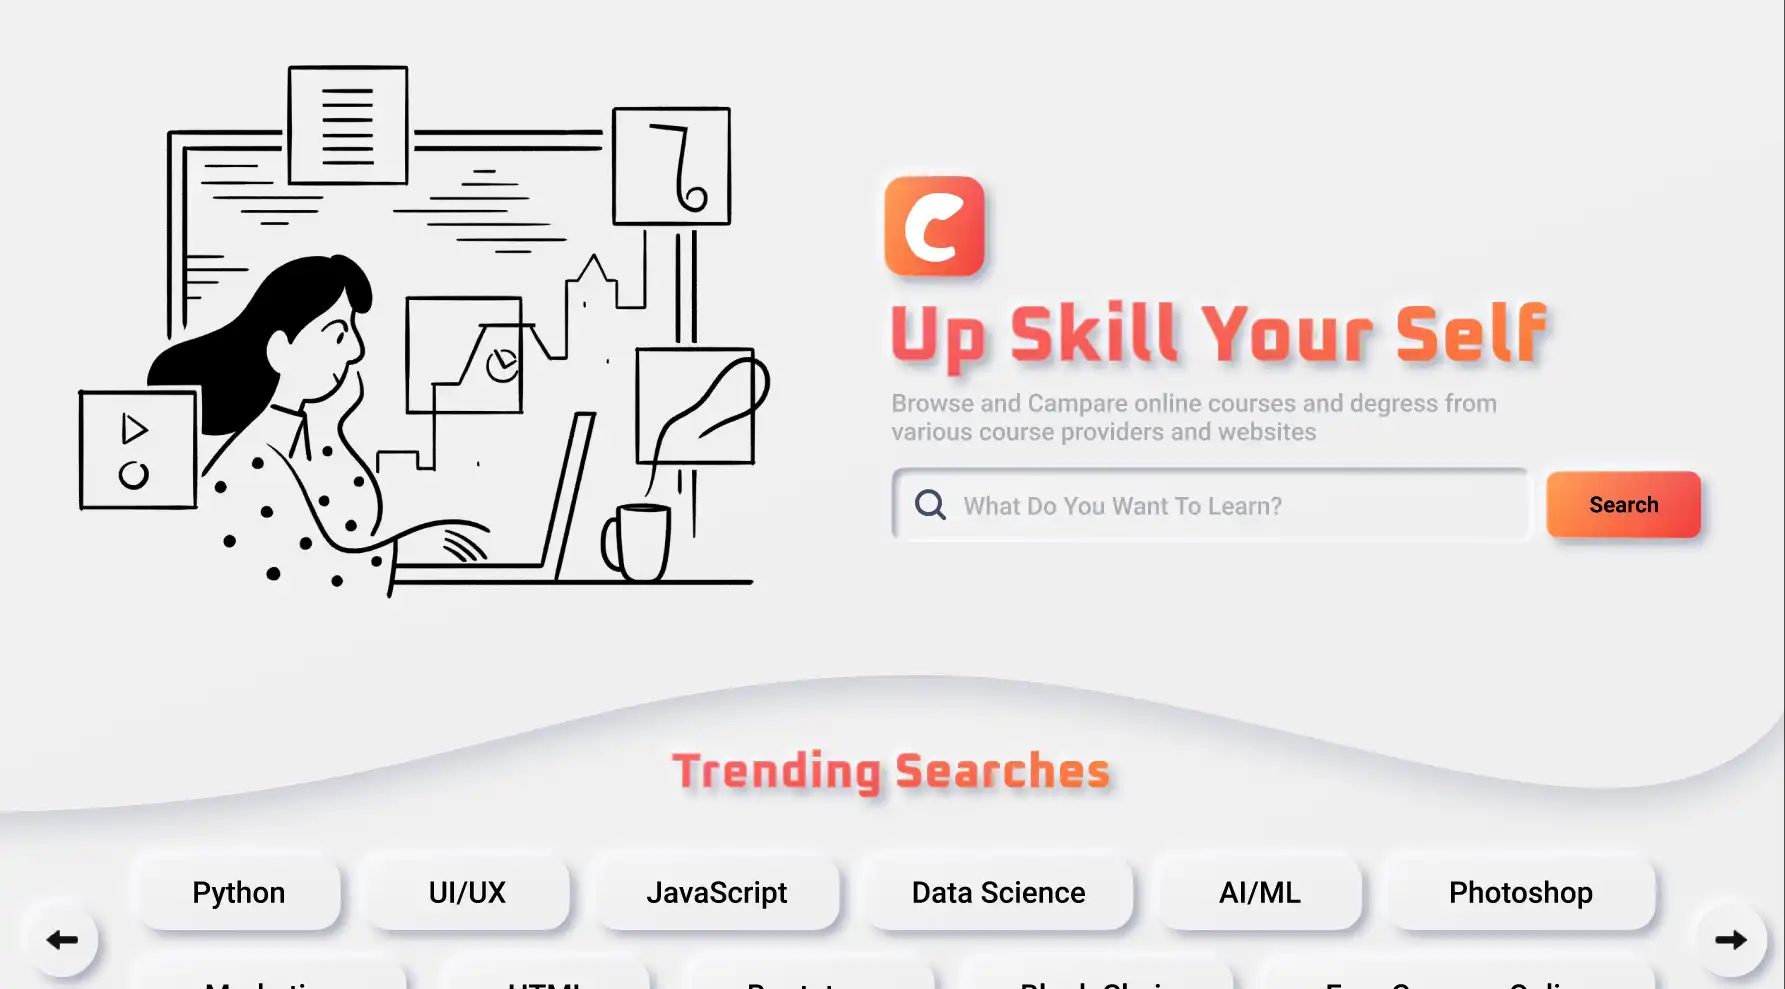 C
Up Skill Your Self
Browse and Campare online courses and degress from
various course providers and websites
What Do You Want To Learn?
Search
Trending Searches
Python
UI/UX
JavaScript
Data Science
AI/ML
Photoshop
HTML